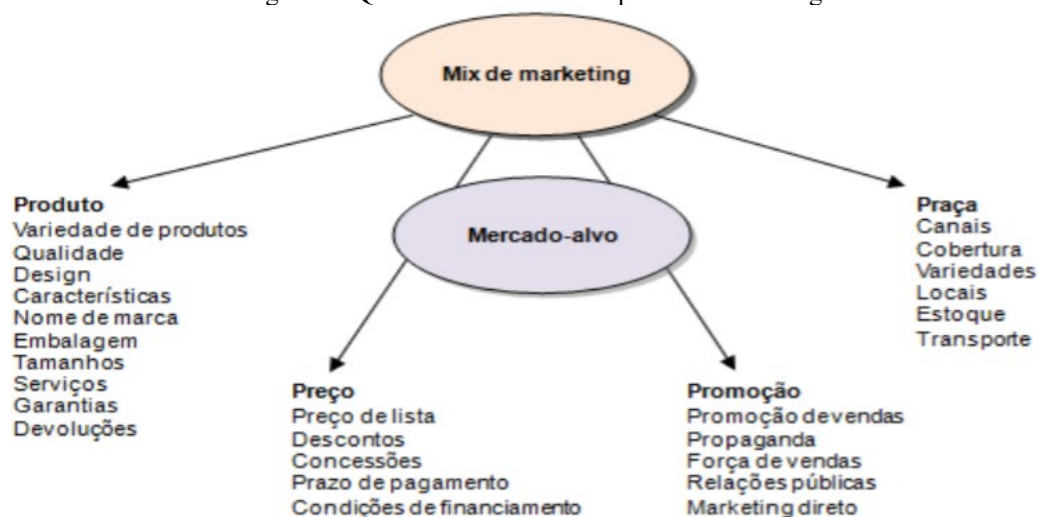 Mix de marketing
Mercado-alvo
Produto
Variedade de produtos
Qualidade
Design
Características
Nome de marca
Embalagem
Tamanhos
Serviços
Garantias
Devoluções
Preço
Preço de lista
Descontos
Concessões
Prazo de pagamento
Condições de financiamento
Promoção
Promoção de vendas
Propaganda
Força de vendas
Relações públicas
Marketing direto
Praça
Canais
Cobertura
Variedades
Locais
Estoque
Transporte